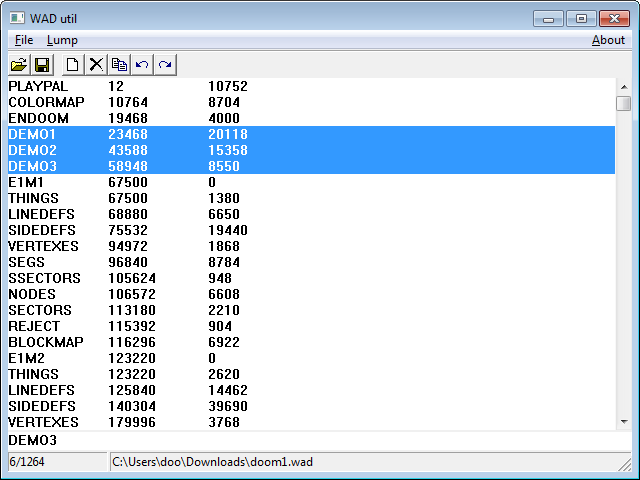 WAD util
File Lump About
PLAYPAL 12 10752
COLORMAP 10764 8704
ENDOOM 19468 4000
DEMO1 23468 20118
DEMO2 43588 15358
DEMO3 58948 8550
E1M1 67500 0
THINGS 67500 1380
LINEDEFS 68880 6650
SIDEDEFS 75532 19440
VERTEXES 94972 1868
SEGS 96840 8784
SSECTORS 105624 948
NODES 106572 6608
SECTORS 113180 2210
REJECT 115392 904
BLOCKMAP 116296 6922
E1M2 123220 0
THINGS 123220 2620
LINEDEFS 125840 14462
SIDEDEFS 140304 39690
VERTEXES 179996 3768
DEMO3
6/1264 C:\Users\doo\Downloads\doom1.wad